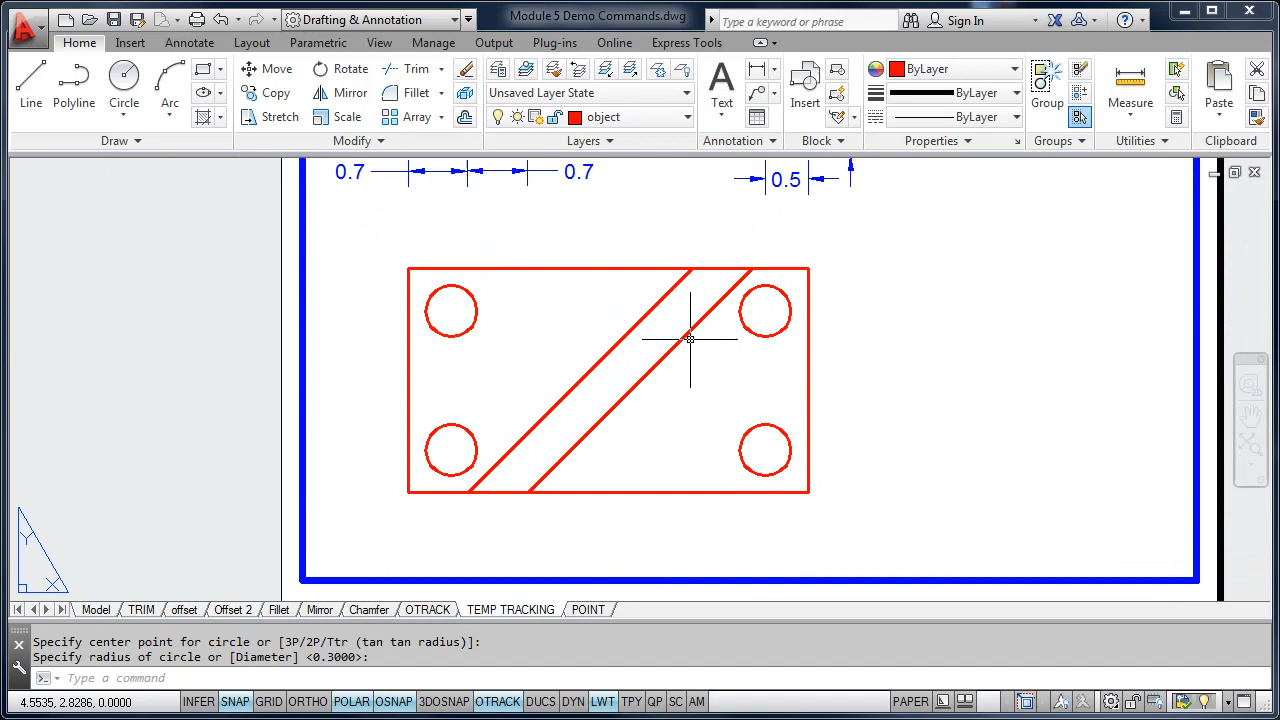 Drafting & Annotation
Module 5 Demo Commands.dwg
Type a keyword or phrase
Sign In
Home Insert Annotate Layout Parametric View Manage Output Plug-ins Online Express Tools
Line
Polyline
Circle
Arc
Move
Rotate
Trim
Copy
Mirror
Fillet
Stretch
Scale
Array
Unsaved Layer State
object
Text
Insert
ByLayer
ByLayer
ByLayer
Group
Measure
Paste
Draw
Modify
Layers
Annotation
Block
Properties
Groups
Utilities
Clipboard
0.7
0.7
0.5
Y
X
Model TRIM offset Offset 2 Fillet Mirror Chamfer OTRACK TEMP TRACKING POINT
Specify center point for circle or [3P/2P/Ttr (tan tan radius)]:
Specify radius of circle or [Diameter] <0.3000>:
Type a command
4.5535, 2.8286, 0.0000
INFER SNAP GRID ORTHO POLAR OSNAP 3DOSNAP OTRACK DUCS DYN LWT TPY QP SC AM
PAPER